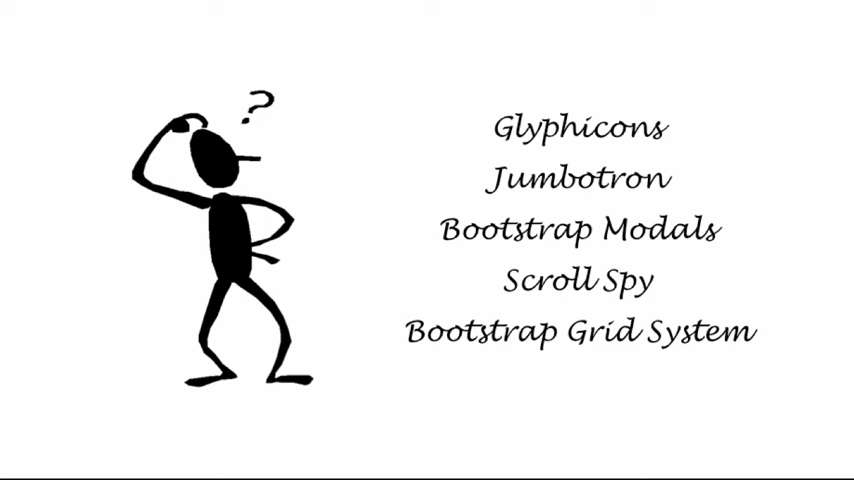 ?
Glyphicons
Jumbotron
Bootstrap Modals
Scroll Spy
Bootstrap Grid System